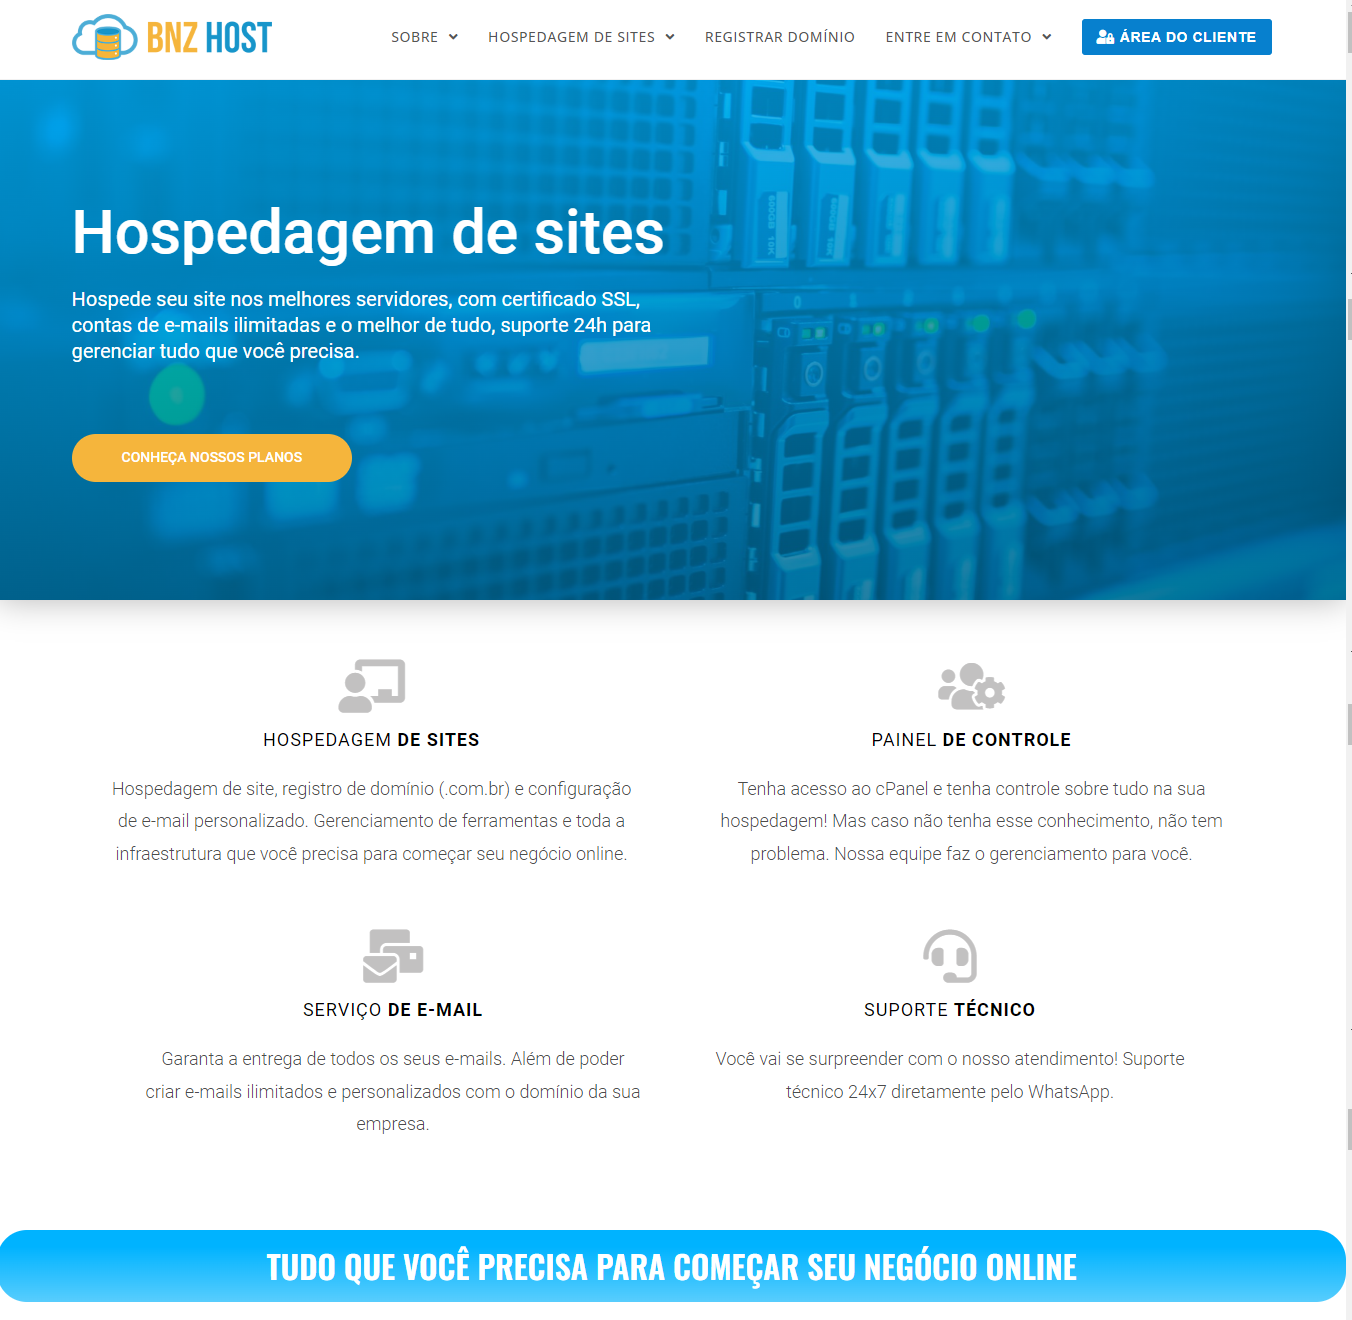 BNZ HOST
SOBRE
HOSPEDAGEM DE SITES
REGISTRAR DOMÍNIO
ENTRE EM CONTATO
ÁREA DO CLIENTE
Hospedagem de sites
Hospede seu site nos melhores servidores, com certificado SSL,
contas de e-mails ilimitadas e o melhor de tudo, suporte 24h para
gerenciar tudo que você precisa.
CONHEÇA NOSSOS PLANOS
600GB 10K
HOSPEDAGEM DE SITES
Hospedagem de site, registro de domínio (.com.br) e configuração
de e-mail personalizado. Gerenciamento de ferramentas e toda a
infraestrutura que você precisa para começar seu negócio online.
PAINEL DE CONTROLE
Tenha acesso ao cPanel e tenha controle sobre tudo na sua
hospedagem! Mas caso não tenha esse conhecimento, não tem
problema. Nossa equipe faz o gerenciamento para você.
SERVIÇO DE E-MAIL
Garanta a entrega de todos os seus e-mails. Além de poder
criar e-mails ilimitados e personalizados com o domínio da sua
empresa.
SUPORTE TÉCNICO
Você vai se surpreender com o nosso atendimento! Suporte
técnico 24x7 diretamente pelo WhatsApp.
TUDO QUE VOCÊ PRECISA PARA COMEÇAR SEU NEGÓCIO ONLINE